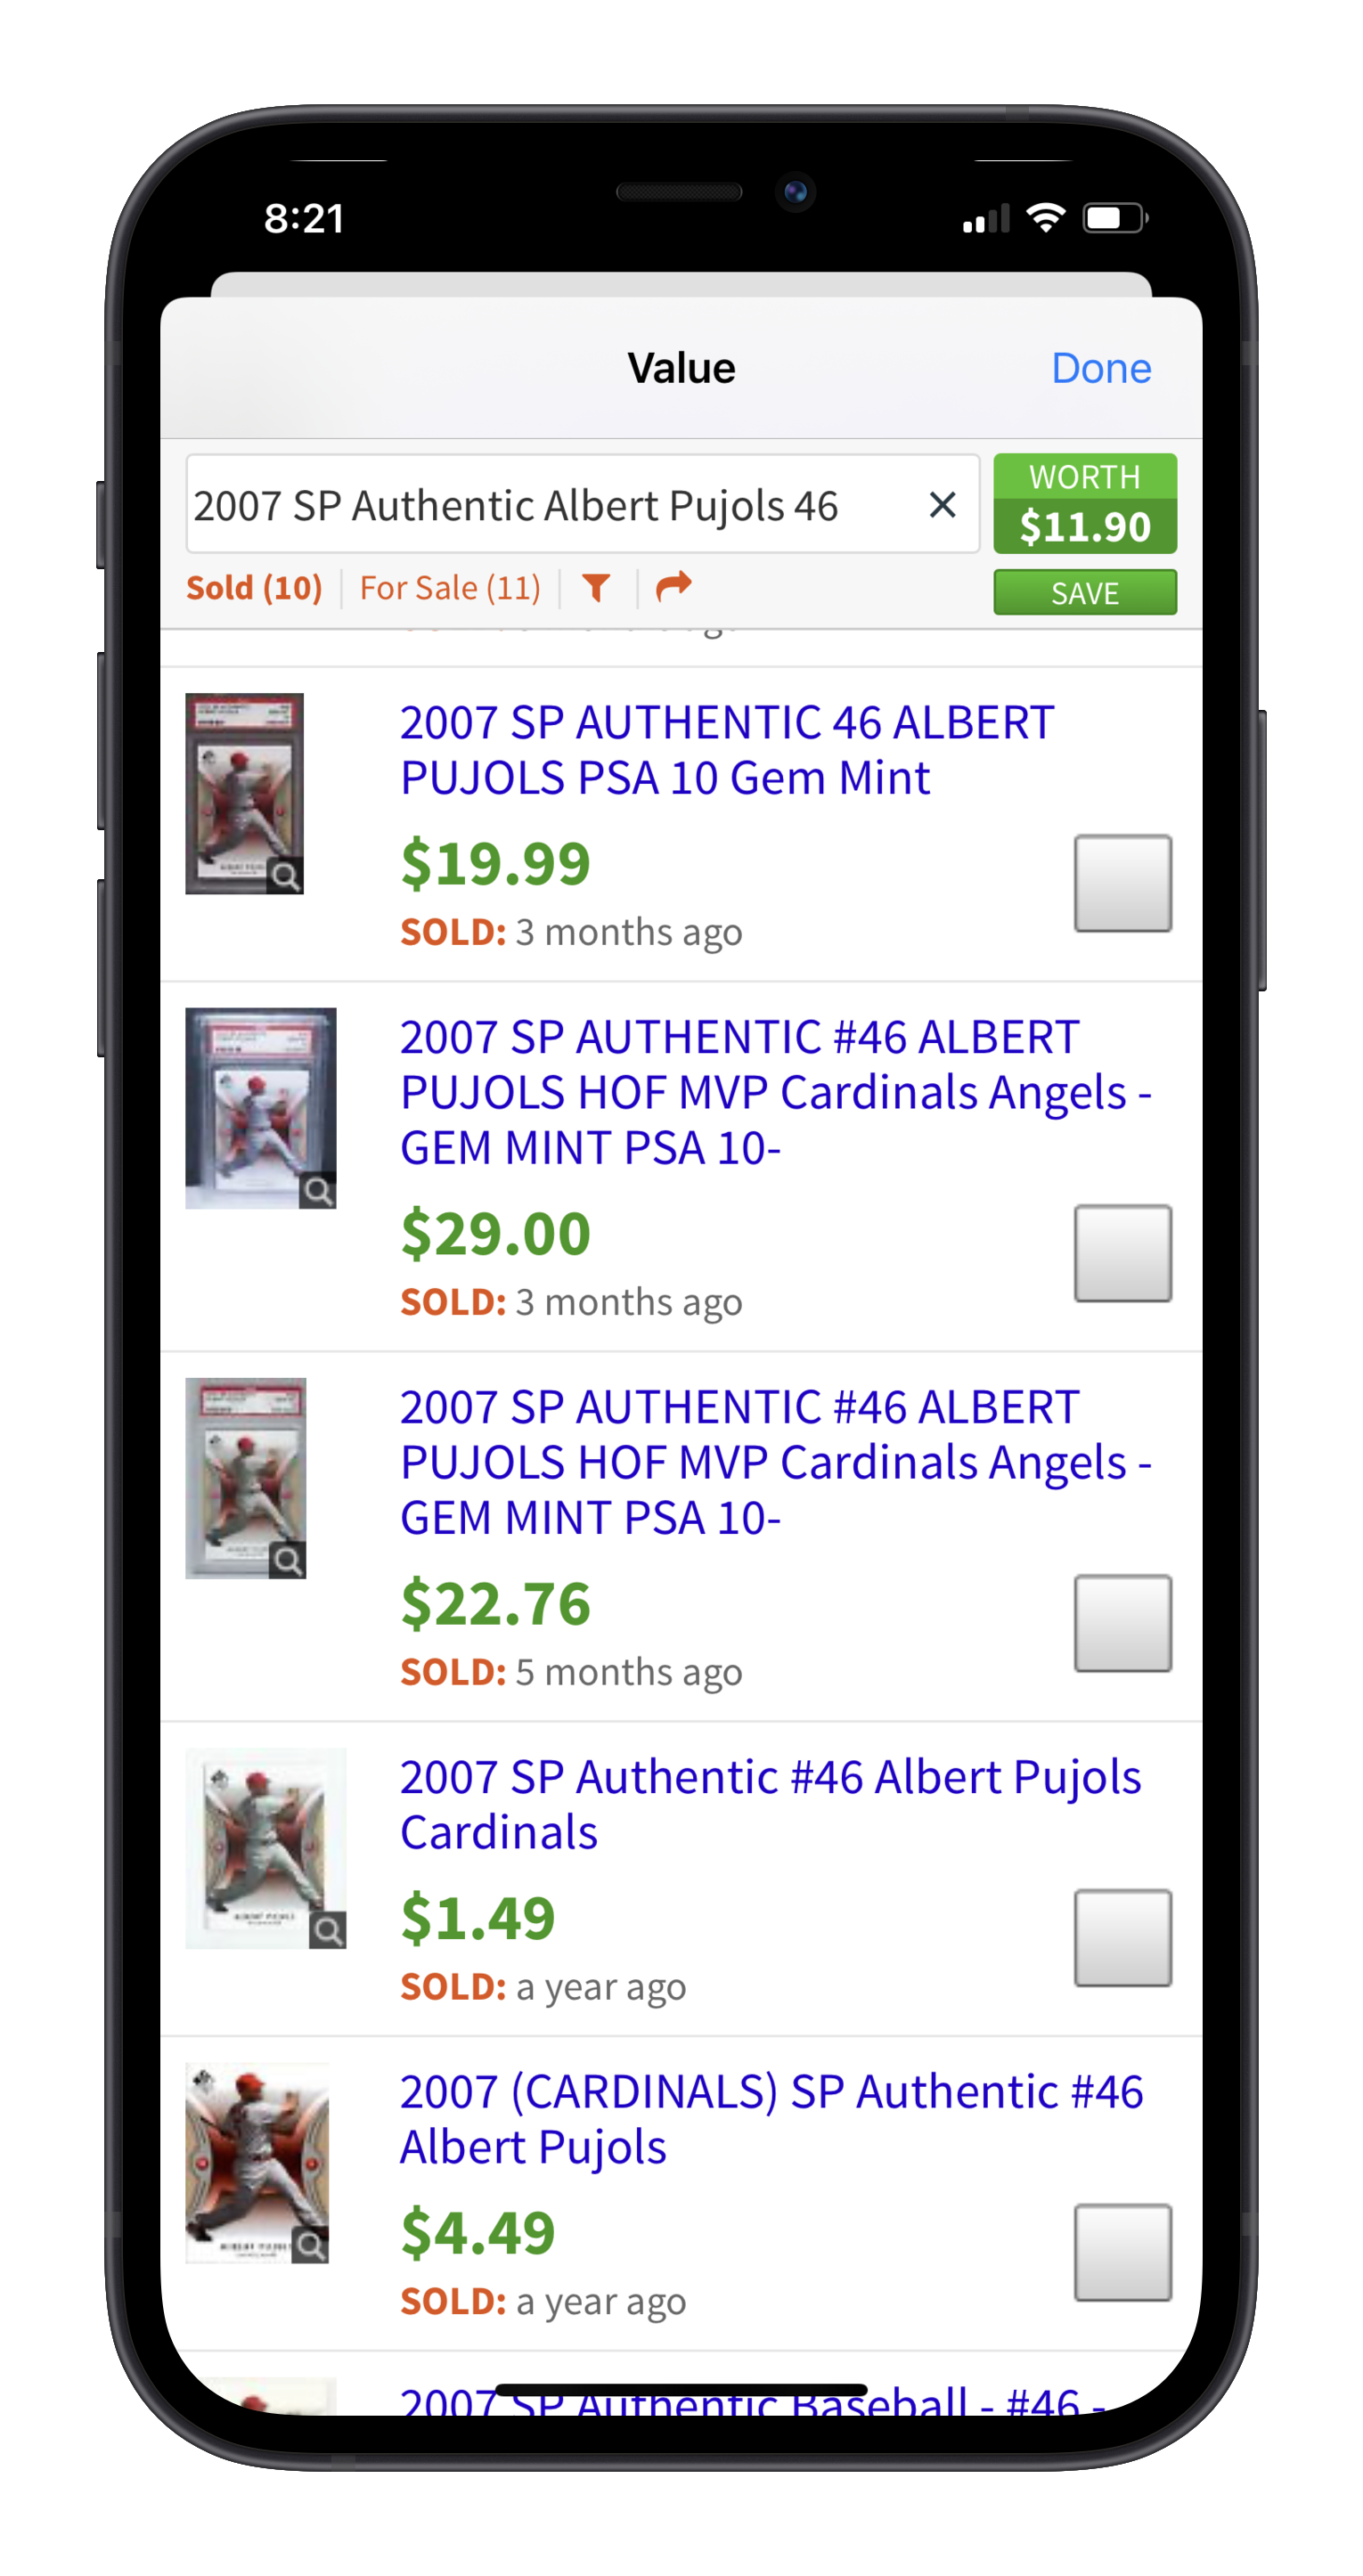 8:21
Value
Done
2007 SP Authentic Albert Pujols 46
×
WORTH
$11.90
Sold (10)
For Sale (11)
SAVE
2007 SP AUTHENTIC 46 ALBERT
PUJOLS PSA 10 Gem Mint
$19.99
SOLD: 3 months ago
2007 SP AUTHENTIC #46 ALBERT
PUJOLS HOF MVP Cardinals Angels -
GEM MINT PSA 10-
$29.00
SOLD: 3 months ago
2007 SP AUTHENTIC #46 ALBERT
PUJOLS HOF MVP Cardinals Angels -
GEM MINT PSA 10-
$22.76
SOLD: 5 months ago
2007 SP Authentic #46 Albert Pujols
Cardinals
$1.49
SOLD: a year ago
2007 (CARDINALS) SP Authentic #46
Albert Pujols
$4.49
SOLD: a year ago
2007 SP Authentic Baseball - #46 -